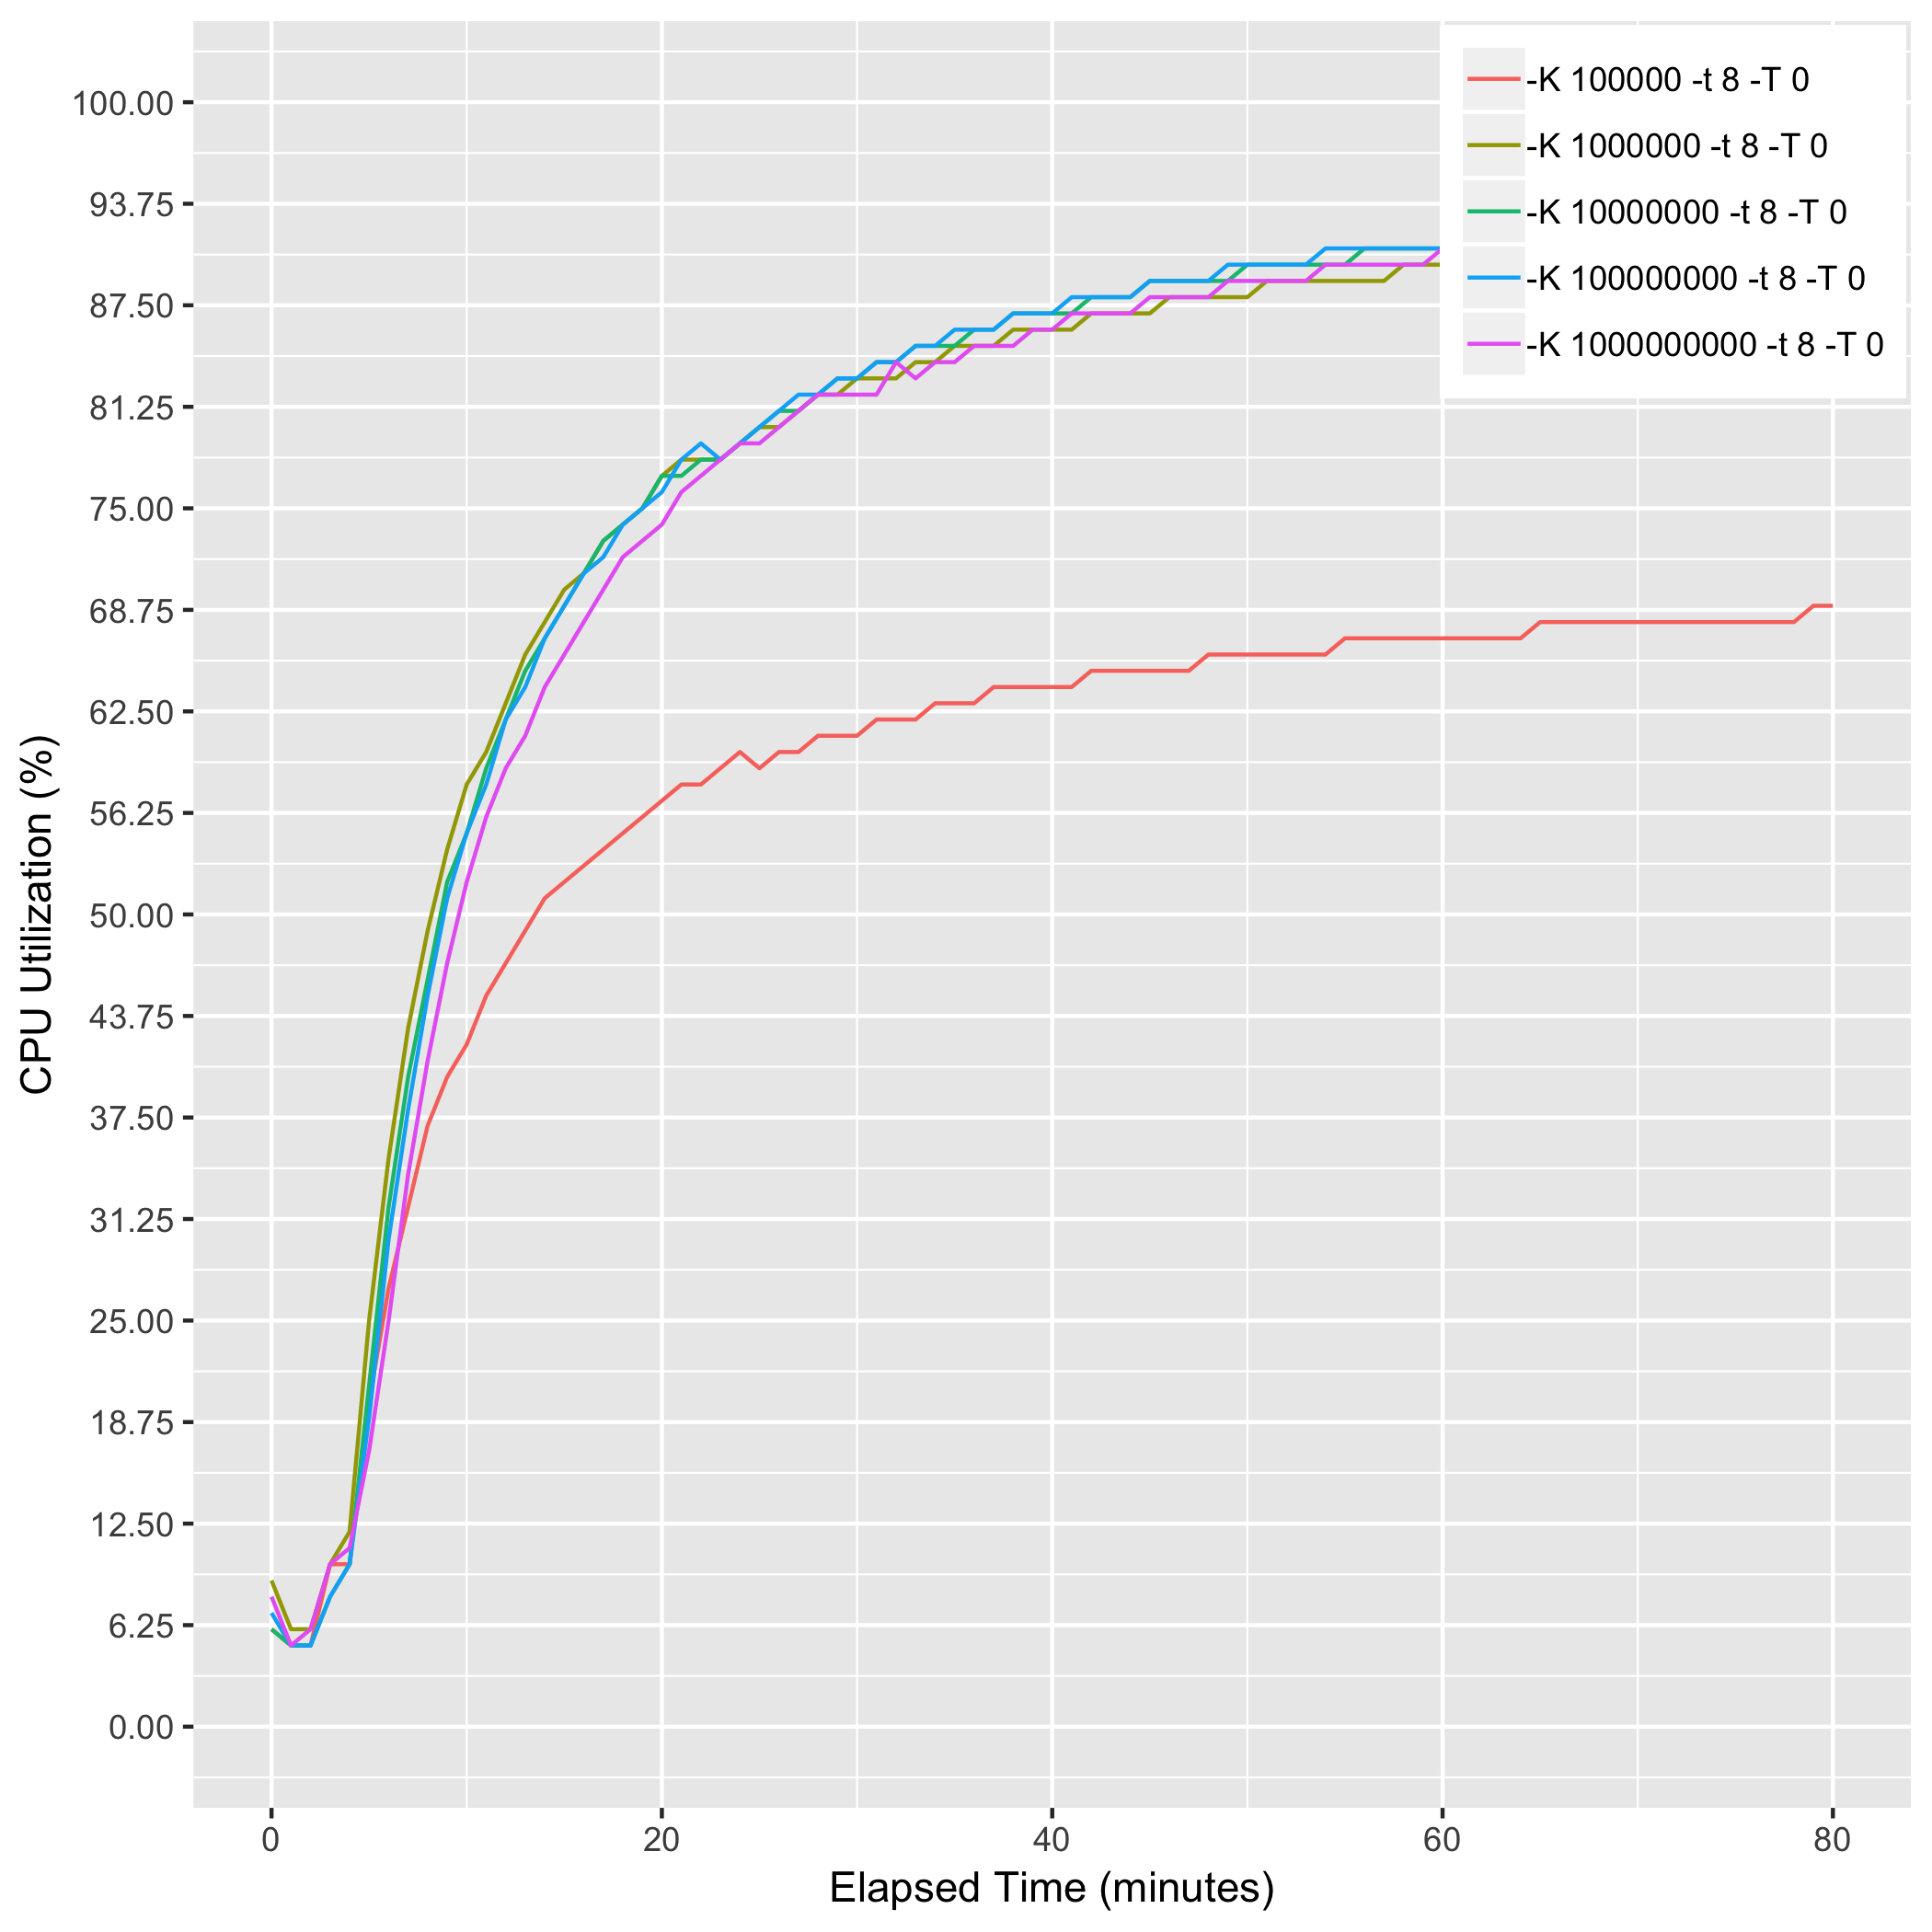 100.00
93.75
87.50
81.25
75.00
68.75
62.50
56.25
50.00
43.75
37.50
31.25
25.00
18.75
12.50
6.25
0.00
CPU Utilization (%)
-K 100000 -t 8 -T 0
-K 1000000 -t 8 -T 0
-K 10000000 -t 8 -T 0
-K 100000000 -t 8 -T 0
-K 1000000000 -t 8 -T 0
0 20 40 60 80
Elapsed Time (minutes)